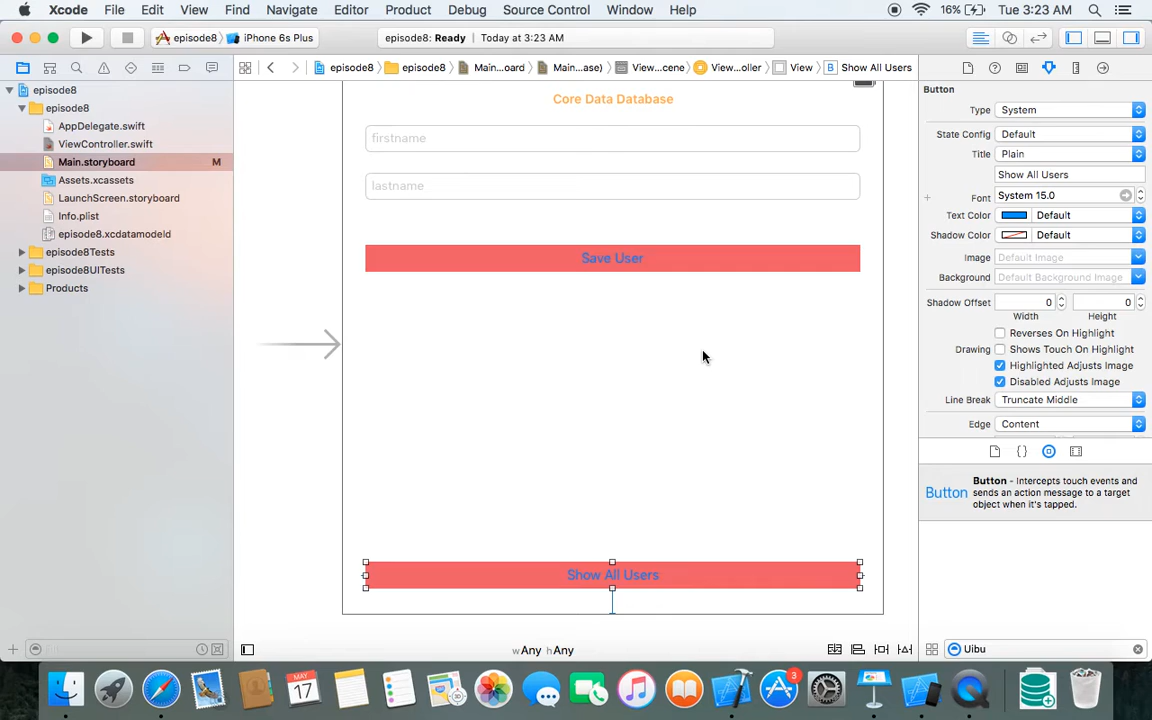 Xcode File Edit View Find Navigate Editor Product Debug Source Control Window Help 16% Tue 3:23 AM
episode8 iPhone 6s Plus episode8: Ready Today at 3:23 AM
episode8 episode8 Main...oard Main...ase) View...cene View...oller View B Show All Users
episode8
episode8
AppDelegate.swift
ViewController.swift
Main.storyboard M
Assets.xcassets
LaunchScreen.storyboard
Info.plist
episode8.xcdatamodeld
episode8Tests
episode8UITests
Products
Core Data Database
firstname
lastname
Save User
Show All Users
wAny hAny
Button
Type System
State Config Default
Title Plain
Show All Users
Font System 15.0
Text Color Default
Shadow Color Default
Image Default Image
Background Default Background Image
Shadow Offset 0 0
Width Height
Reverses On Highlight
Drawing Shows Touch On Highlight
Highlighted Adjusts Image
Disabled Adjusts Image
Line Break Truncate Middle
Edge Content
Button Button - Intercepts touch events and
sends an action message to a target
object when it's tapped.
Uibu
MAY
17
3